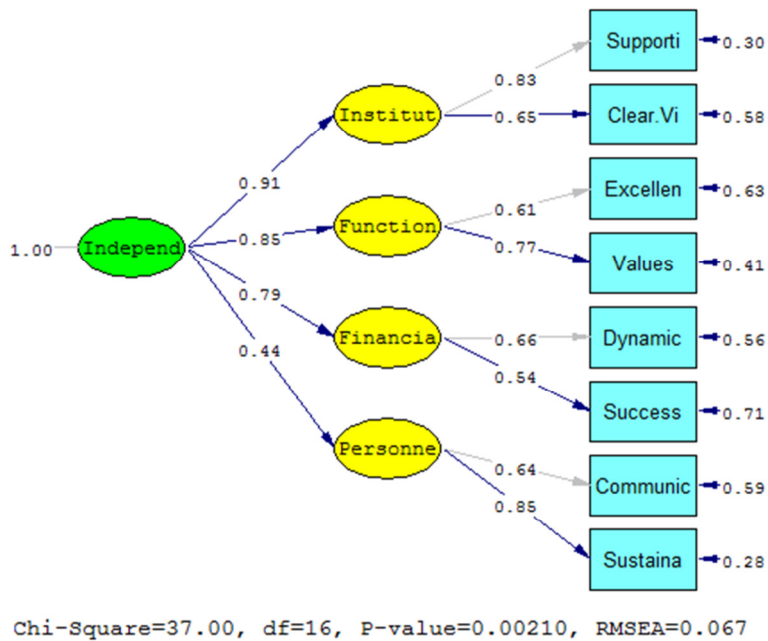 Supporti
0.30
0.83
Institut
0.65
Clear.Vi
0.58
0.91
Excellen
0.63
0.61
Function
0.85
0.77
1.00
Independ
Values
0.41
0.79
Dynamic
0.56
0.66
Financia
0.44
0.54
Success
0.71
Personne
0.64
Communic
0.59
0.85
Sustaina
0.28
Chi-Square=37.00, df=16, P-value=0.00210, RMSEA=0.067